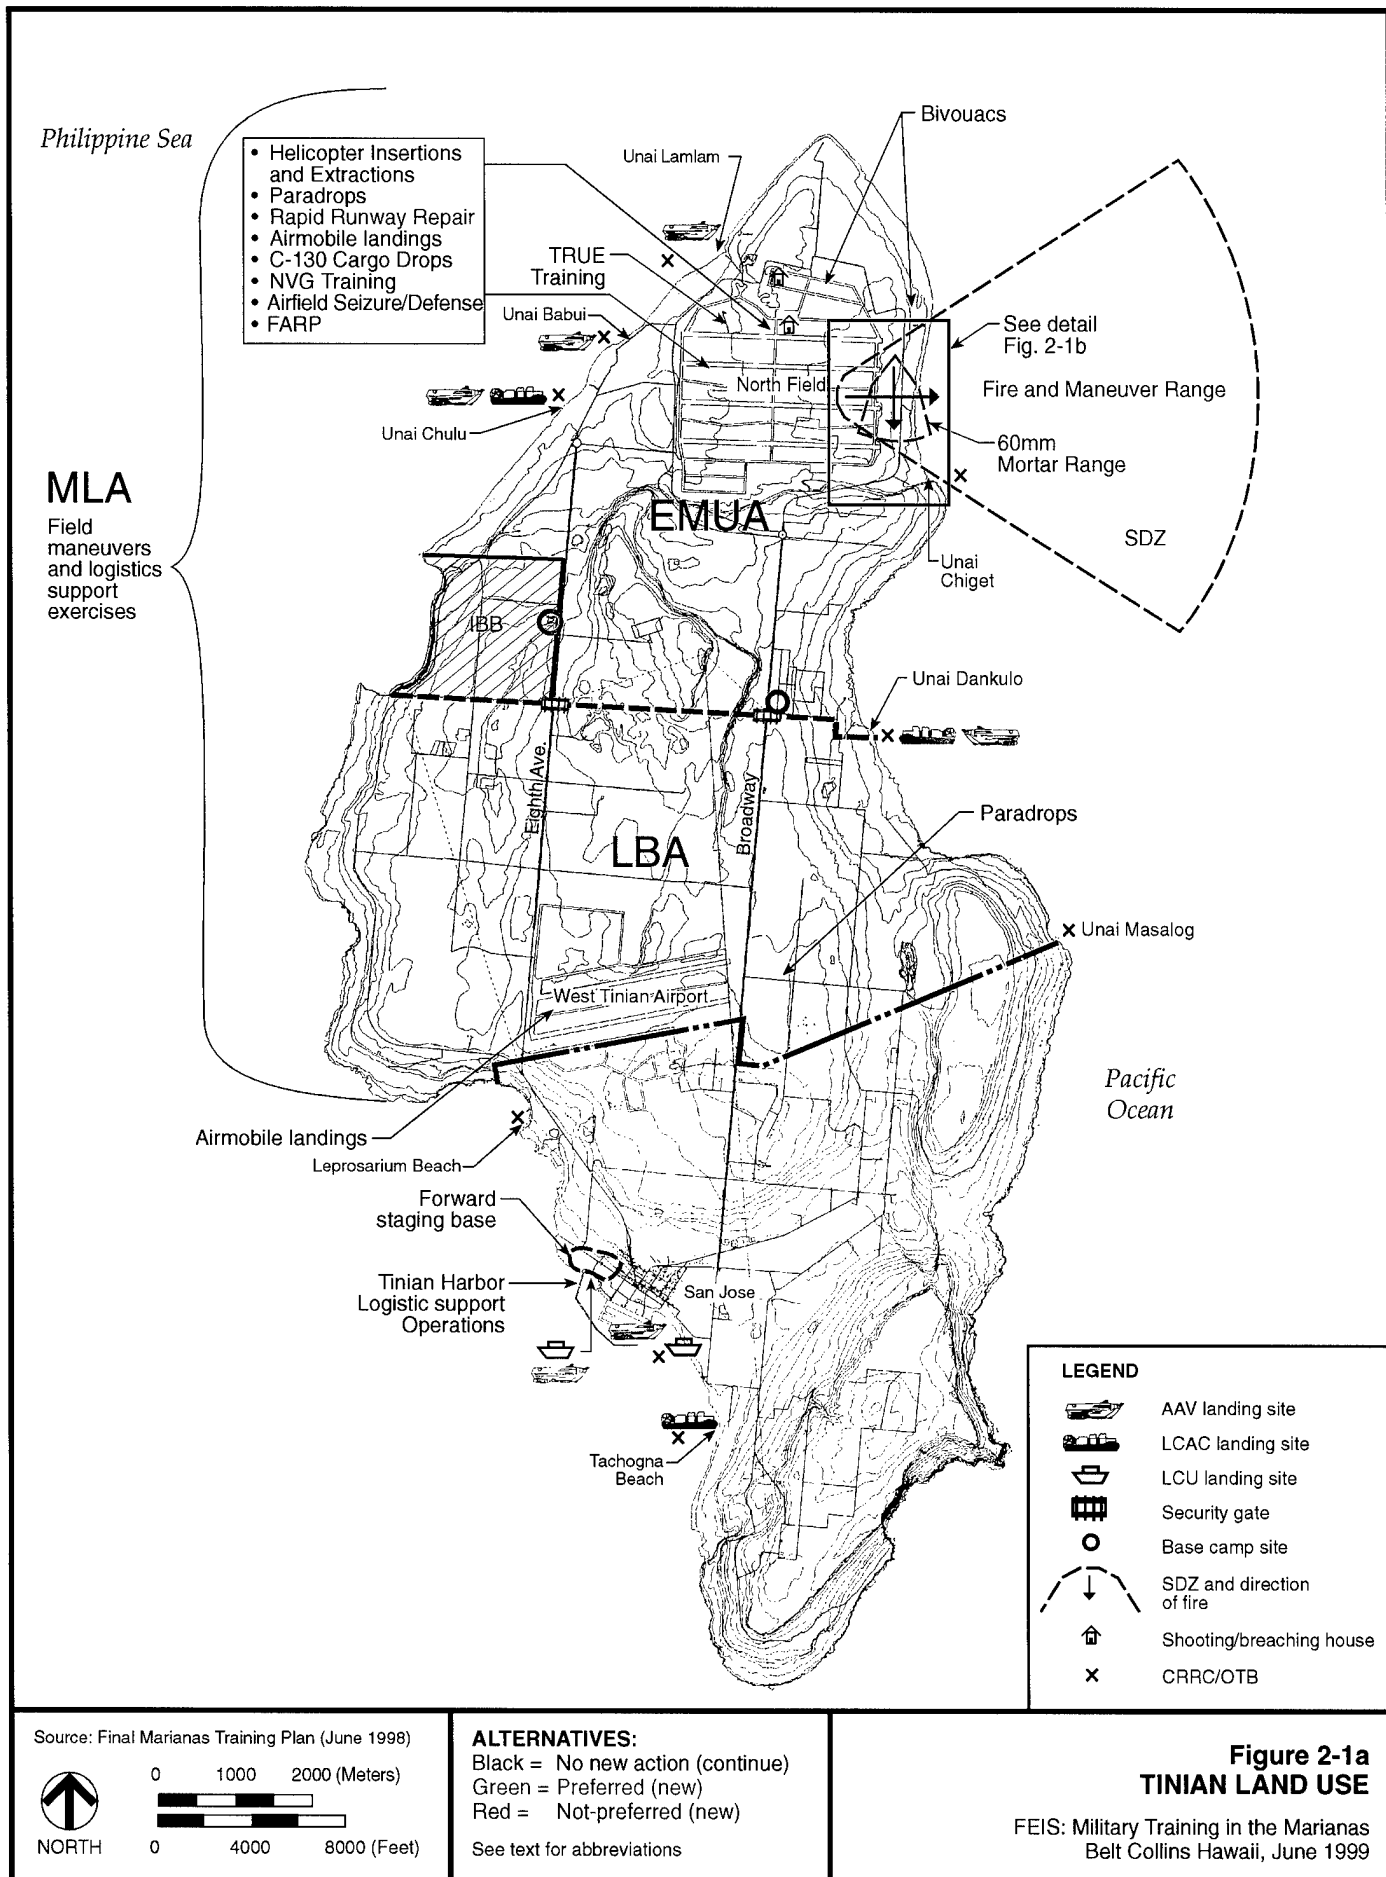 Philippine Sea
• Helicopter Insertions
and Extractions
• Paradrops
• Rapid Runway Repair
• Airmobile landings
• C-130 Cargo Drops
• NVG Training
• Airfield Seizure/Defense
• FARP
Bivouacs
Unai Lamlam
TRUE
Training
Unai Babui
See detail
Fig. 2-1b
North Field
Fire and Maneuver Range
Unai Chulu
60mm
Mortar Range
MLA
Field
maneuvers
and logistics
support
exercises
EMUA
SDZ
Unai
Chiget
IBB
Unai Dankulo
Eighth Ave.
Broadway
Paradrops
LBA
Unai Masalog
West Tinian Airport
Pacific
Ocean
Airmobile landings
Leprosarium Beach
Forward
staging base
Tinian Harbor
Logistic support
Operations
San Jose
Tachogna
Beach
LEGEND
AAV landing site
LCAC landing site
LCU landing site
Security gate
Base camp site
SDZ and direction
of fire
Shooting/breaching house
CRRC/OTB
Source: Final Marianas Training Plan (June 1998)
NORTH
0 1000 2000 (Meters)
0 4000 8000 (Feet)
ALTERNATIVES:
Black = No new action (continue)
Green = Preferred (new)
Red = Not-preferred (new)
See text for abbreviations
Figure 2-1a
TINIAN LAND USE
FEIS: Military Training in the Marianas
Belt Collins Hawaii, June 1999